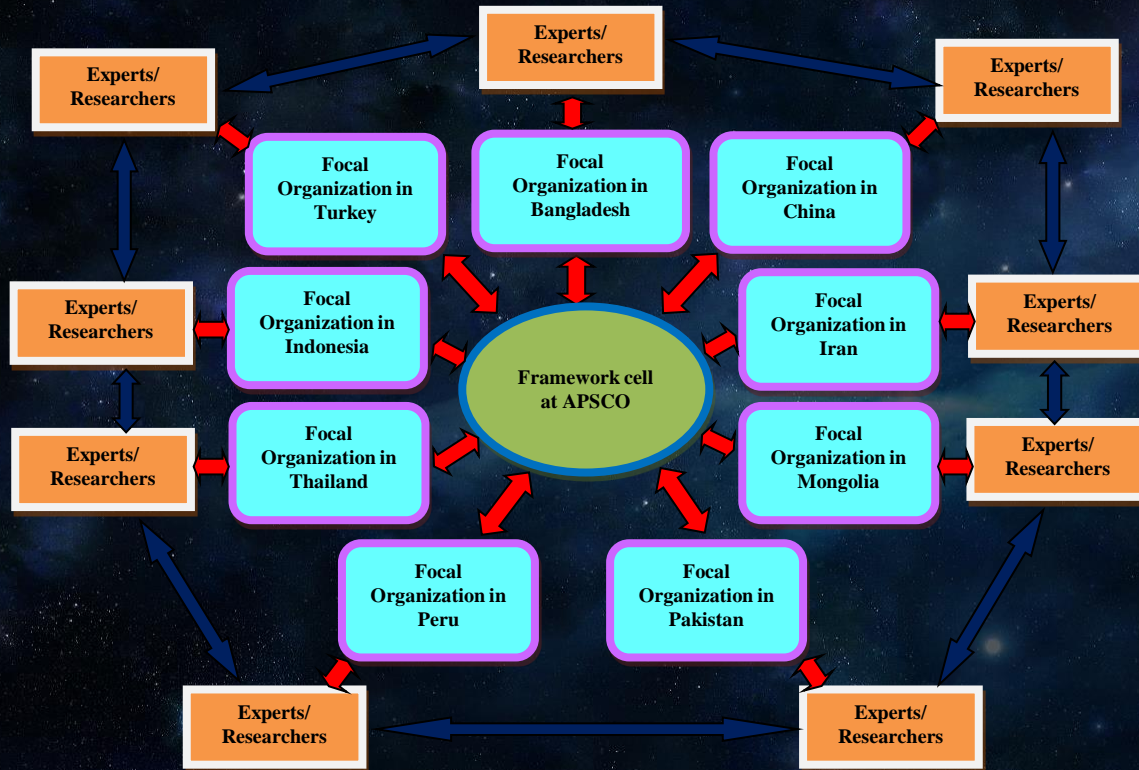 Experts/
Researchers
Experts/
Researchers
Experts/
Researchers
Focal
Organization in
Turkey
Focal
Organization in
Bangladesh
Focal
Organization in
China
Experts/
Researchers
Focal
Organization in
Indonesia
Focal
Organization in
Iran
Experts/
Researchers
Framework cell
at APSCO
Experts/
Researchers
Focal
Organization in
Thailand
Focal
Organization in
Mongolia
Experts/
Researchers
Focal
Organization in
Peru
Focal
Organization in
Pakistan
Experts/
Researchers
Experts/
Researchers